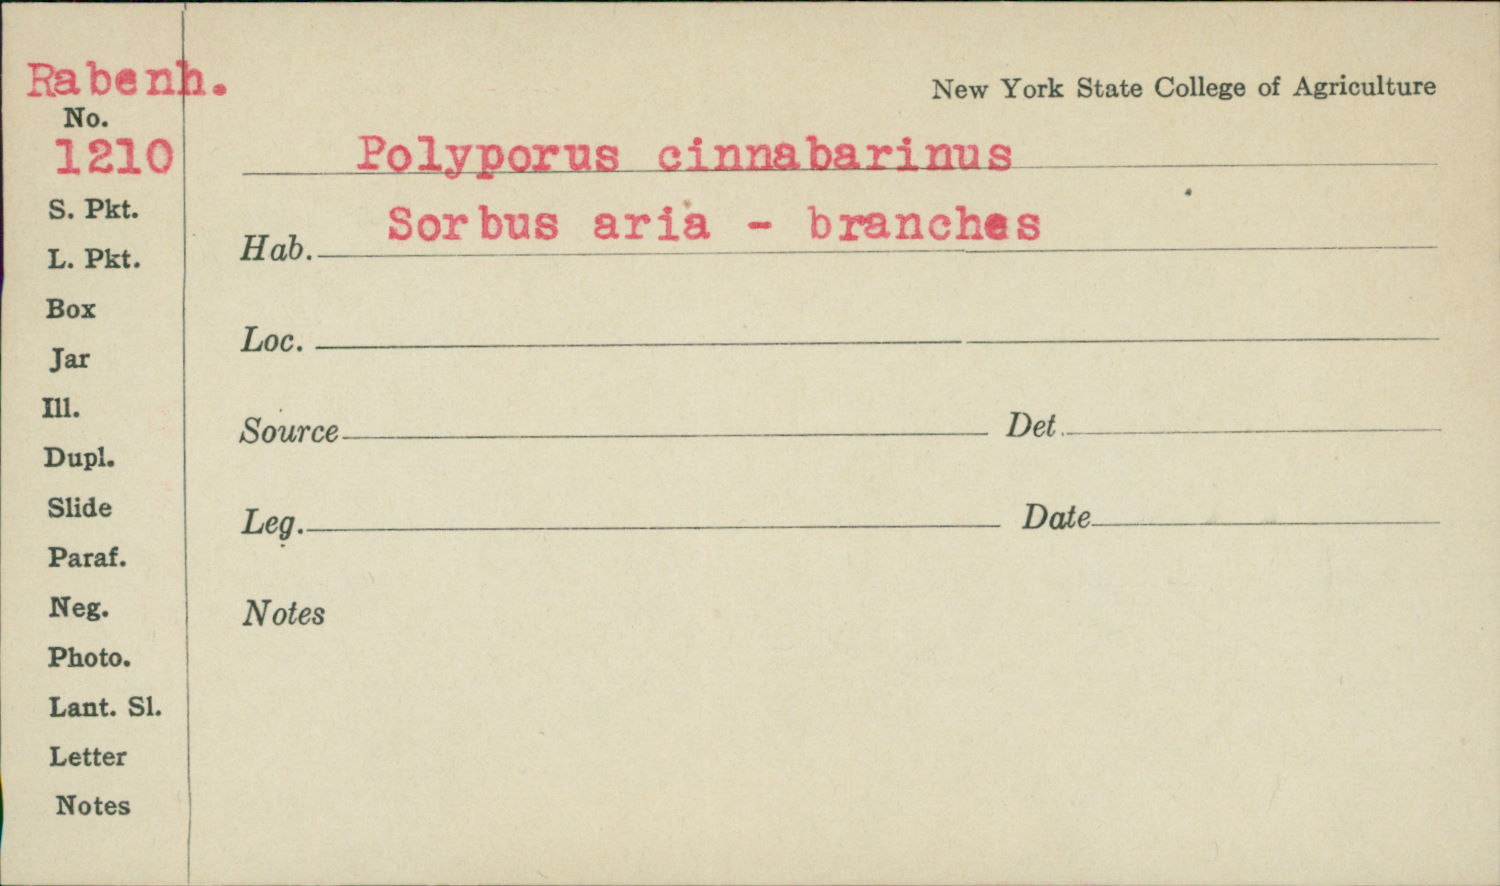 Rabenh.
New York State College of Agriculture
No.
1210
Polyporus cinnabarinus
S. Pkt.
Hab. Sorbus aria - branches
L. Pkt.
Box
Loc.
Jar
Ill.
Source Det.
Dupl.
Slide
Leg. Date
Paraf.
Neg.
Notes
Photo.
Lant. Sl.
Letter
Notes